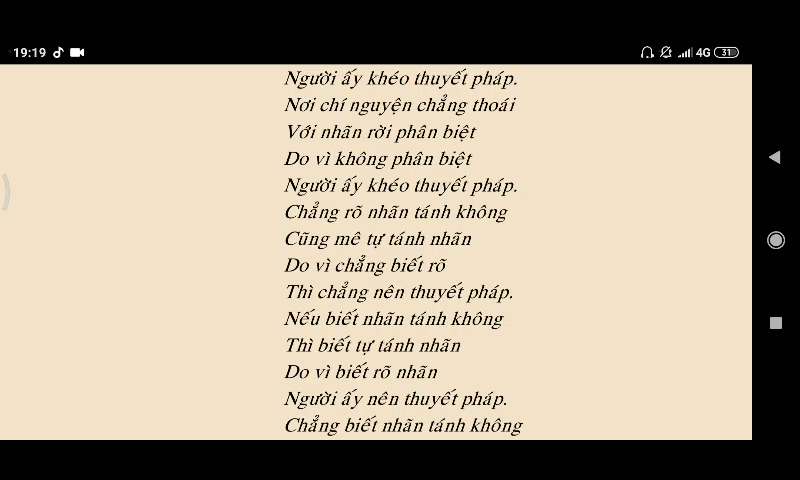 19:19 4G 31
Người ấy khéo thuyết pháp.
Nơi chí nguyện chẳng thoái
Với nhãn rời phân biệt
Do vì không phân biệt
Người ấy khéo thuyết pháp.
Chẳng rõ nhãn tánh không
Cũng mê tự tánh nhãn
Do vì chẳng biết rõ
Thì chẳng nên thuyết pháp.
Nếu biết nhãn tánh không
Thì biết tự tánh nhãn
Do vì biết rõ nhãn
Người ấy nên thuyết pháp.
Chẳng biết nhãn tánh không